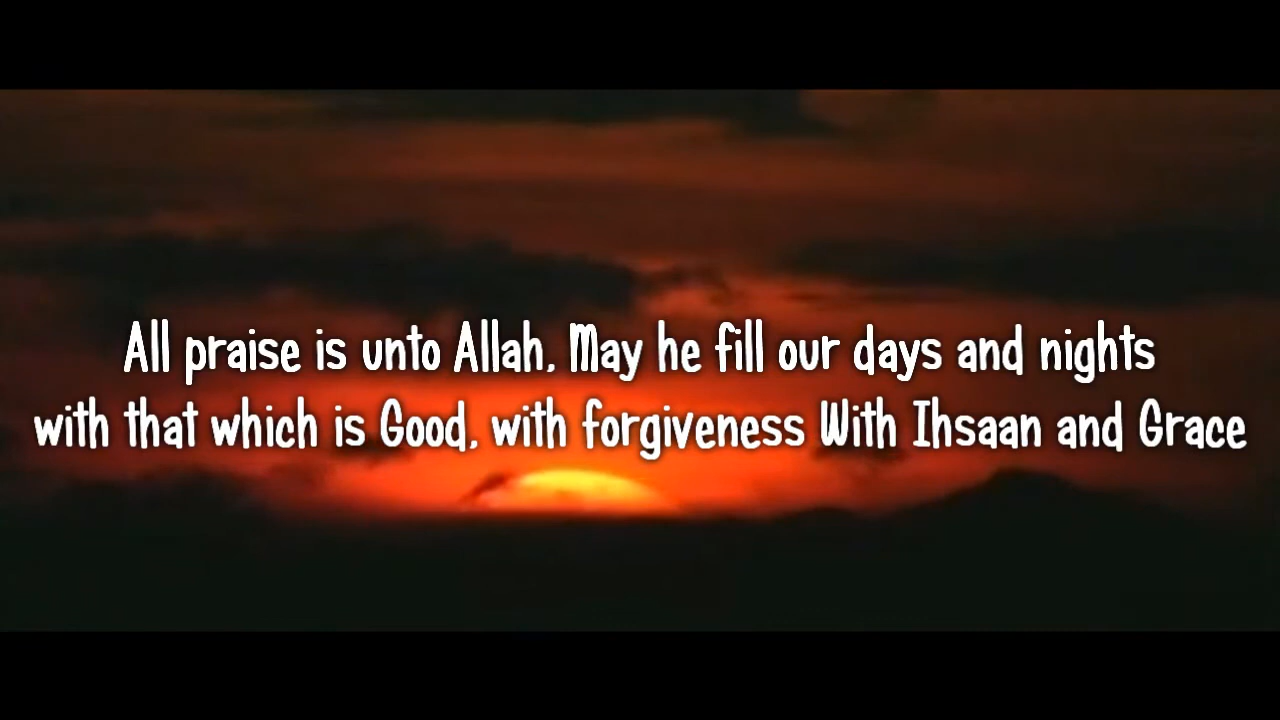 All praise is unto Allah. May he fill our days and nights
with that which is Good, with forgiveness With Ihsaan and Grace